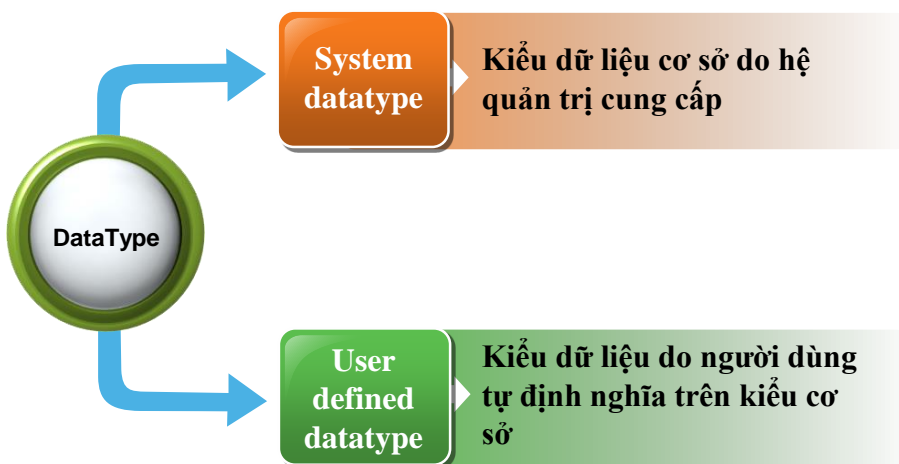 System
datatype
Kiểu dữ liệu cơ sở do hệ
quản trị cung cấp
DataType
User
defined
datatype
Kiểu dữ liệu do người dùng
tự định nghĩa trên kiểu cơ
sở